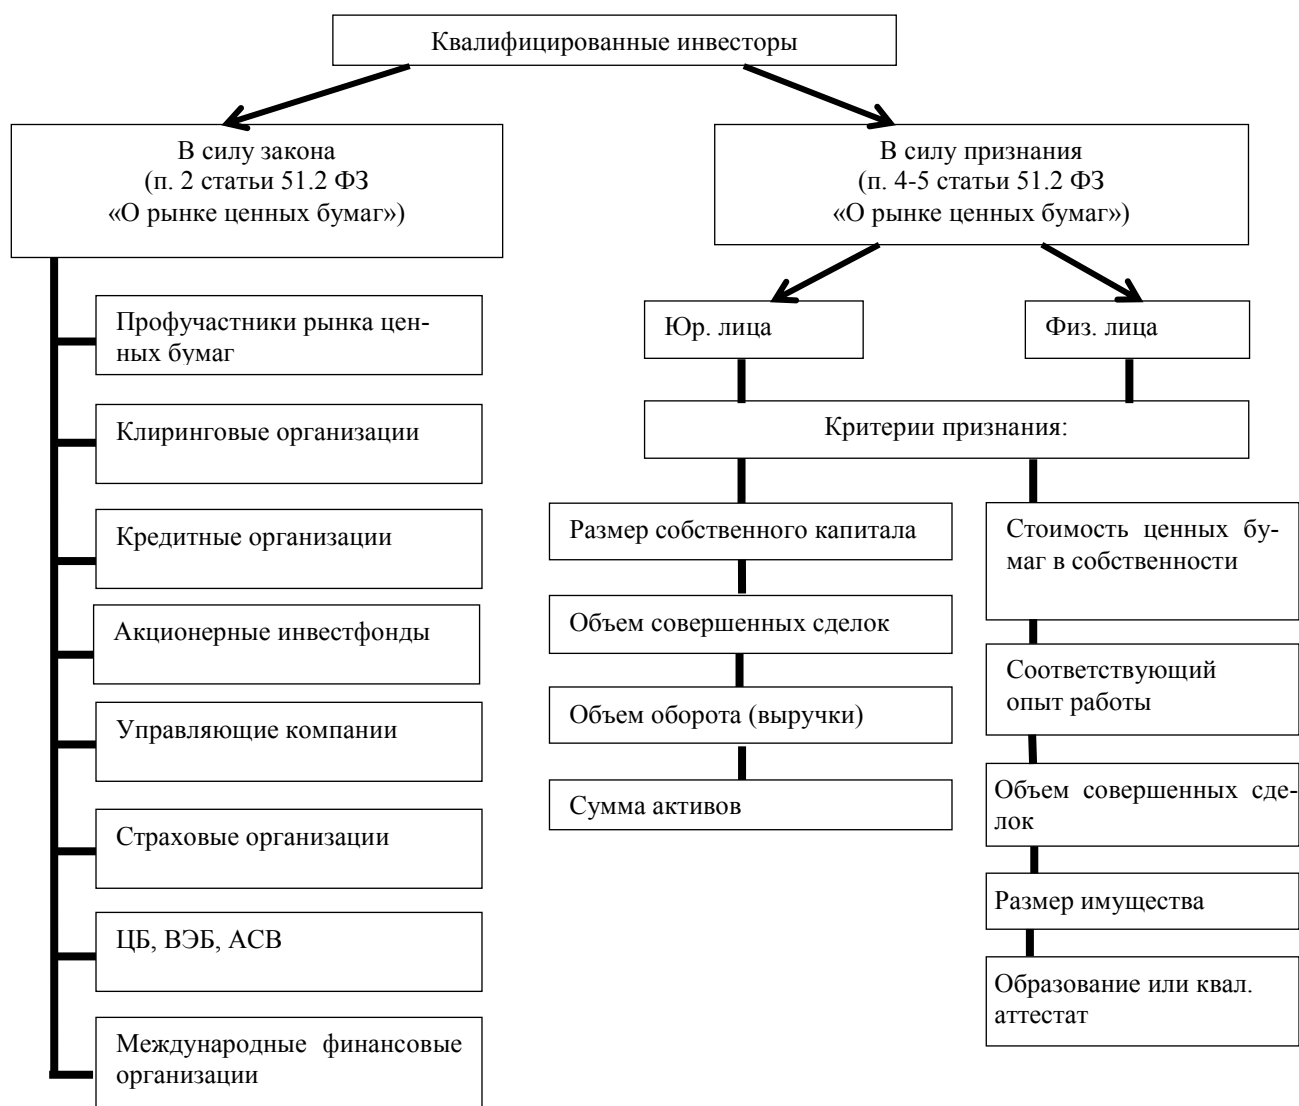 Квалифицированные инвесторы
В силу закона
(п. 2 статьи 51.2 ФЗ
«О рынке ценных бумаг»)
В силу признания
(п. 4-5 статьи 51.2 ФЗ
«О рынке ценных бумаг»)
Профучастники рынка цен-
ных бумаг
Клиринговые организации
Кредитные организации
Акционерные инвестфонды
Управляющие компании
Страховые организации
ЦБ, ВЭБ, АСВ
Международные финансовые
организации
Юр. лица
Физ. лица
Критерии признания:
Размер собственного капитала
Объем совершенных сделок
Объем оборота (выручки)
Сумма активов
Стоимость ценных бу-
маг в собственности
Соответствующий
опыт работы
Объем совершенных сде-
лок
Размер имущества
Образование или квал.
аттестат